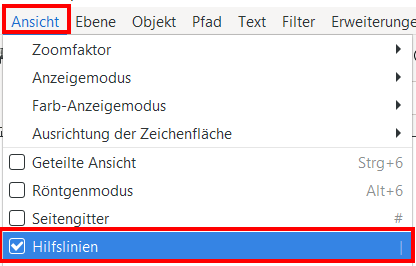 Ansicht Ebene Objekt Pfad Text Filter Erweiterunge
Zoomfaktor
Anzeigemodus
Farb-Anzeigemodus
Ausrichtung der Zeichenfläche
Geteilte Ansicht Strg+6
Röntgenmodus Alt+6
Seitengitter #
Hilfslinien |